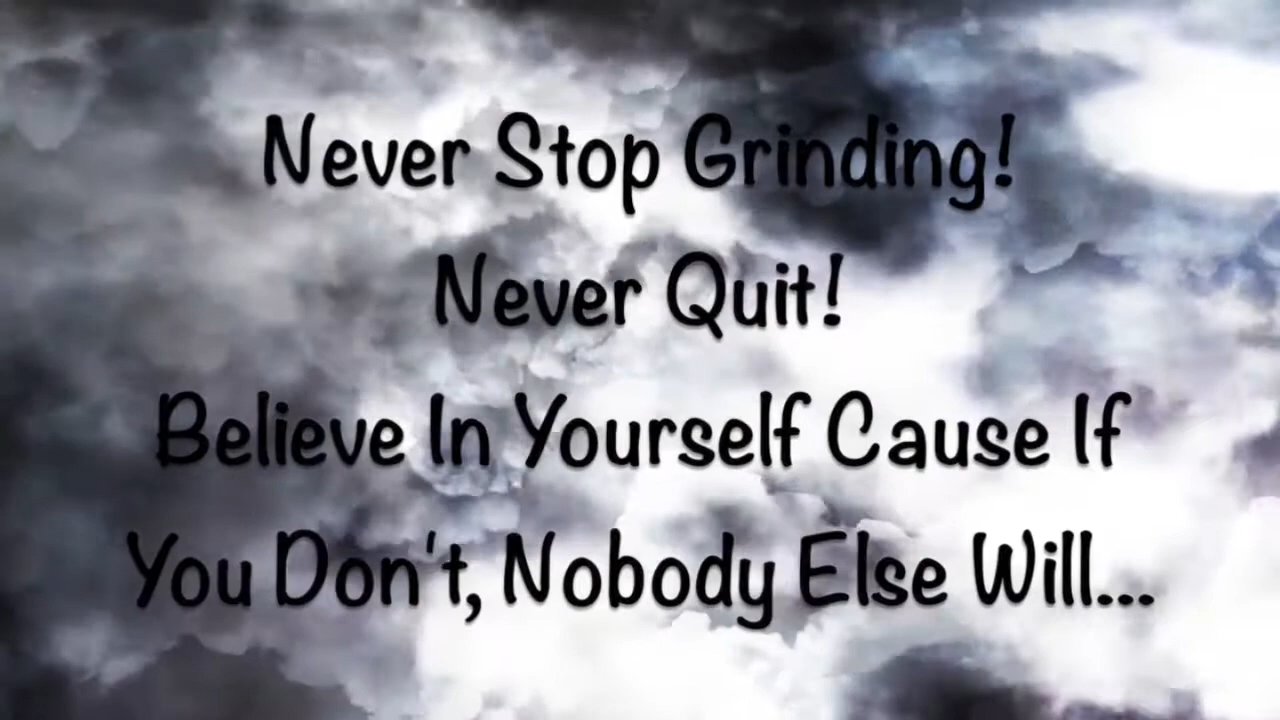 Never Stop Grinding!
Never Quit!
Believe In Yourself Cause If
You Don't, Nobody Else Will...